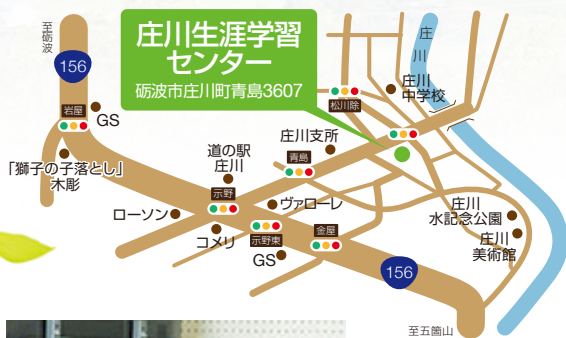 庄川生涯学習
センター
砺波市庄川町青島3607
至砺波
156
岩屋
GS
「獅子の子落とし」
木彫
道の駅
庄川
示野
ローソン
コメリ
庄川支所
青島
ヴァローレ
示野東
GS
金屋
松川除
庄川
中学校
庄川
庄川
水記念公園
庄川
美術館
156
至五箇山